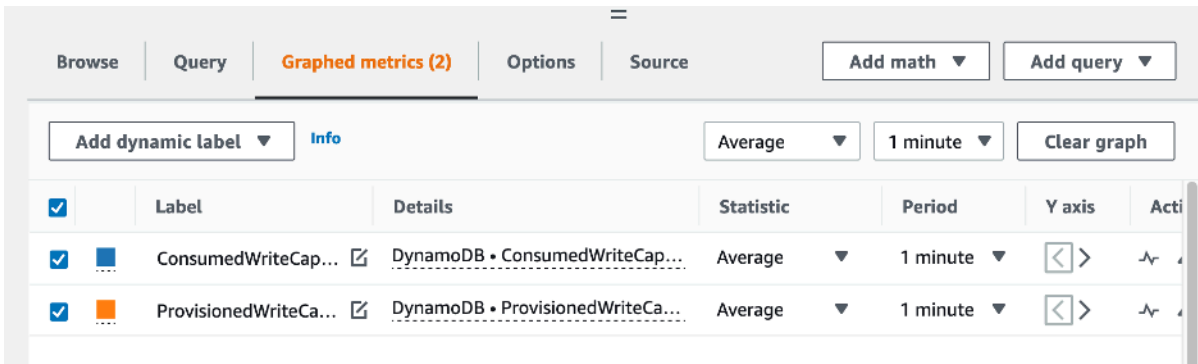 Browse Query Graphed metrics (2) Options Source Add math Add query
Add dynamic label Info Average 1 minute Clear graph
Label Details Statistic Period Y axis Acti
ConsumedWriteCap... DynamoDB • ConsumedWriteCap... Average 1 minute
ProvisionedWriteCa... DynamoDB • ProvisionedWriteCa... Average 1 minute